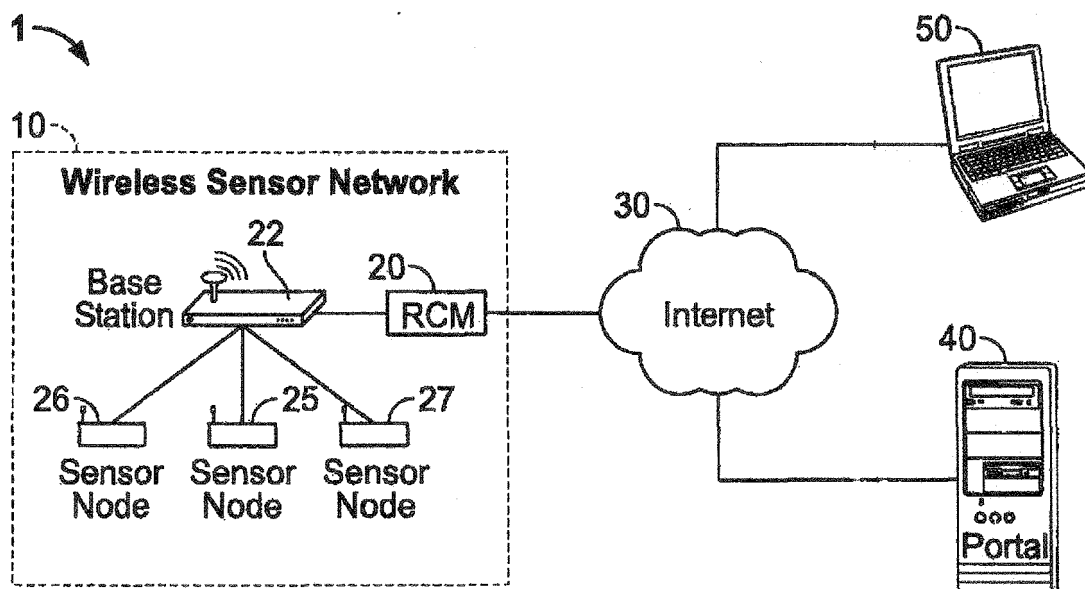 1
50
10
Wireless Sensor Network
30
22
20
Base
Station
RCM
Internet
40
26
25
27
Sensor
Node
Sensor
Node
Sensor
Node
Portal